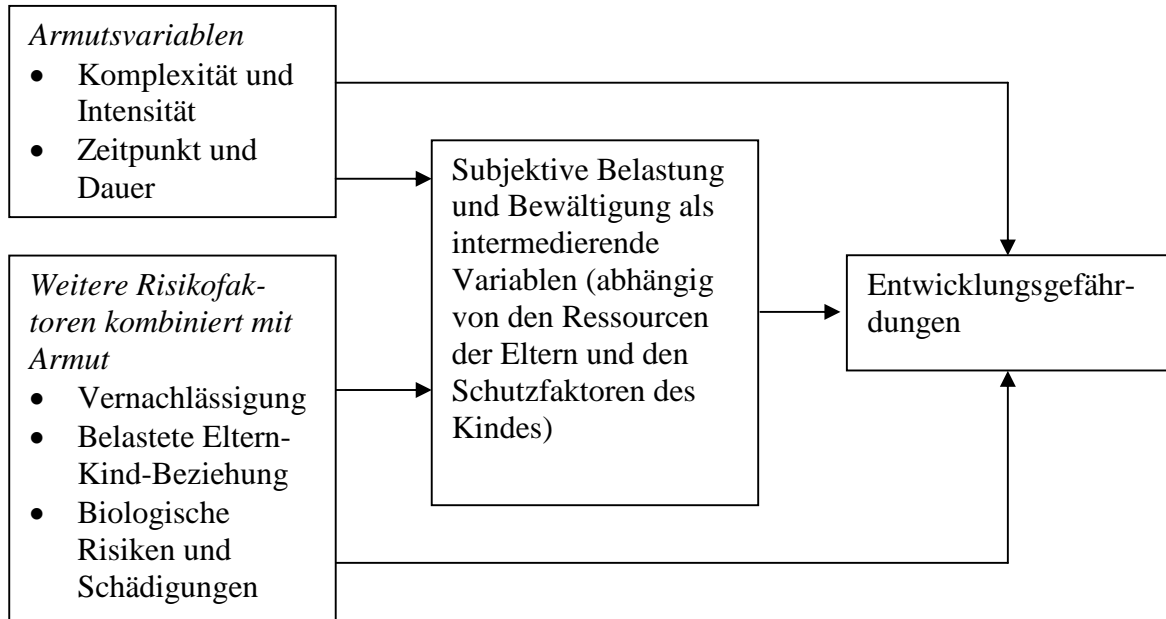 Armutsvariablen
• Komplexität und
Intensität
• Zeitpunkt und
Dauer
Weitere Risikofak-
toren kombiniert mit
Armut
• Vernachlässigung
• Belastete Eltern-
Kind-Beziehung
• Biologische
Risiken und
Schädigungen
Subjektive Belastung
und Bewältigung als
intermedierende
Variablen (abhängig
von den Ressourcen
der Eltern und den
Schutzfaktoren des
Kindes)
Entwicklungsgefähr-
dungen